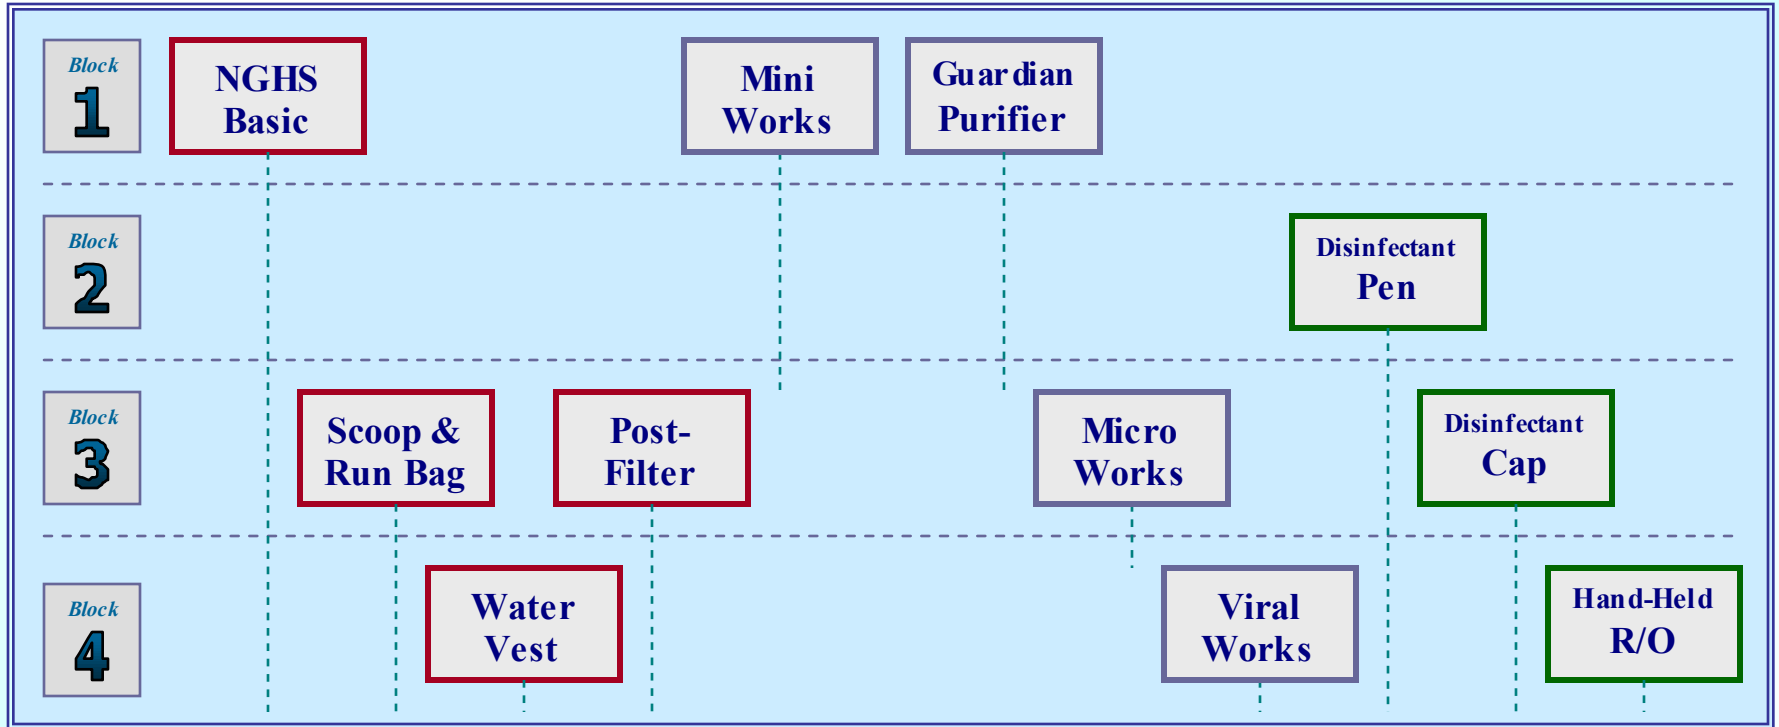 Block
1
NGHS
Basic
Mini
Works
Guardian
Purifier
Block
2
Disinfectant
Pen
Block
3
Scoop &
Run Bag
Post-
Filter
Micro
Works
Disinfectant
Cap
Block
4
Water
Vest
Viral
Works
Hand-Held
R/O